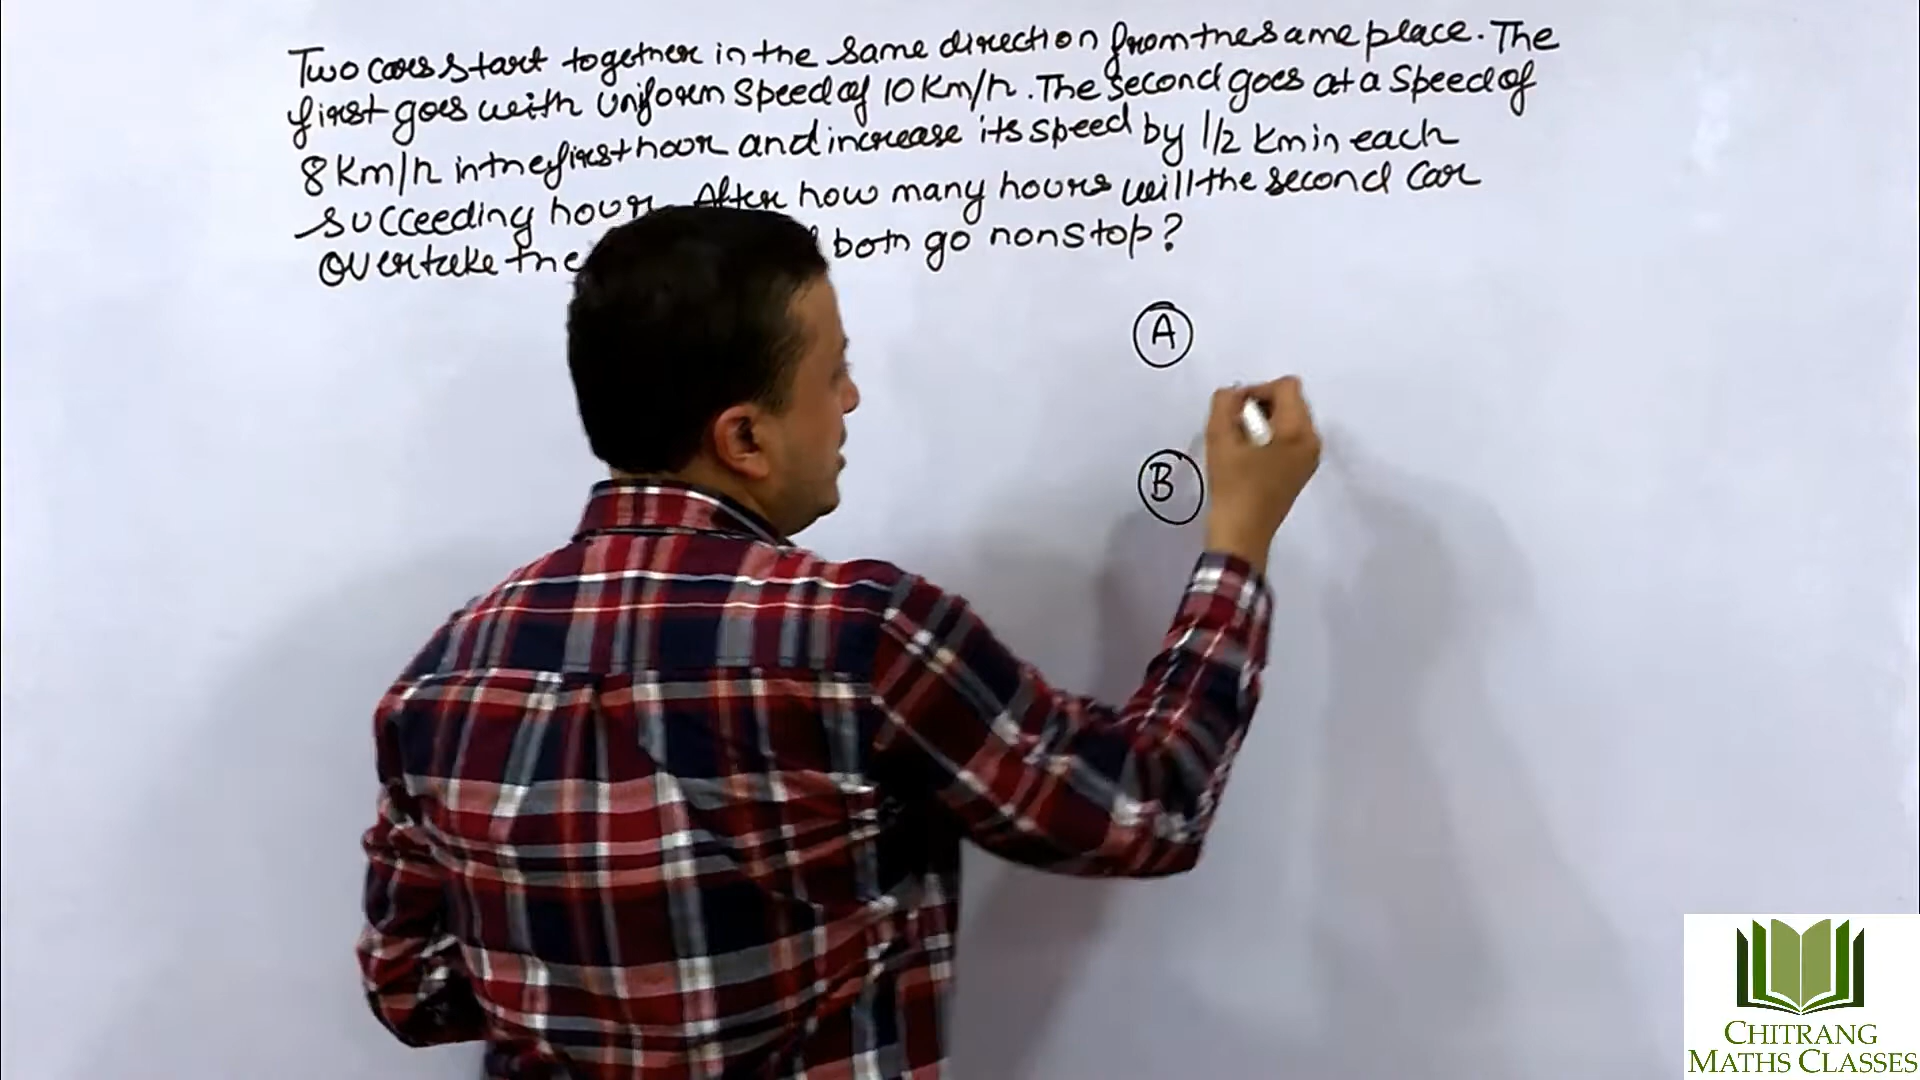 Two cars start together in the same direction from the same place. The
first goes with uniform speed of 10 Km/h. The second goes at a speed of
8 Km/h in the first hour and increase its speed by 1/2 Km in each
succeeding hour. After how many hours will the second car
overtake the both go nonstop?
A
B
CHITRANG
MATHS CLASSES